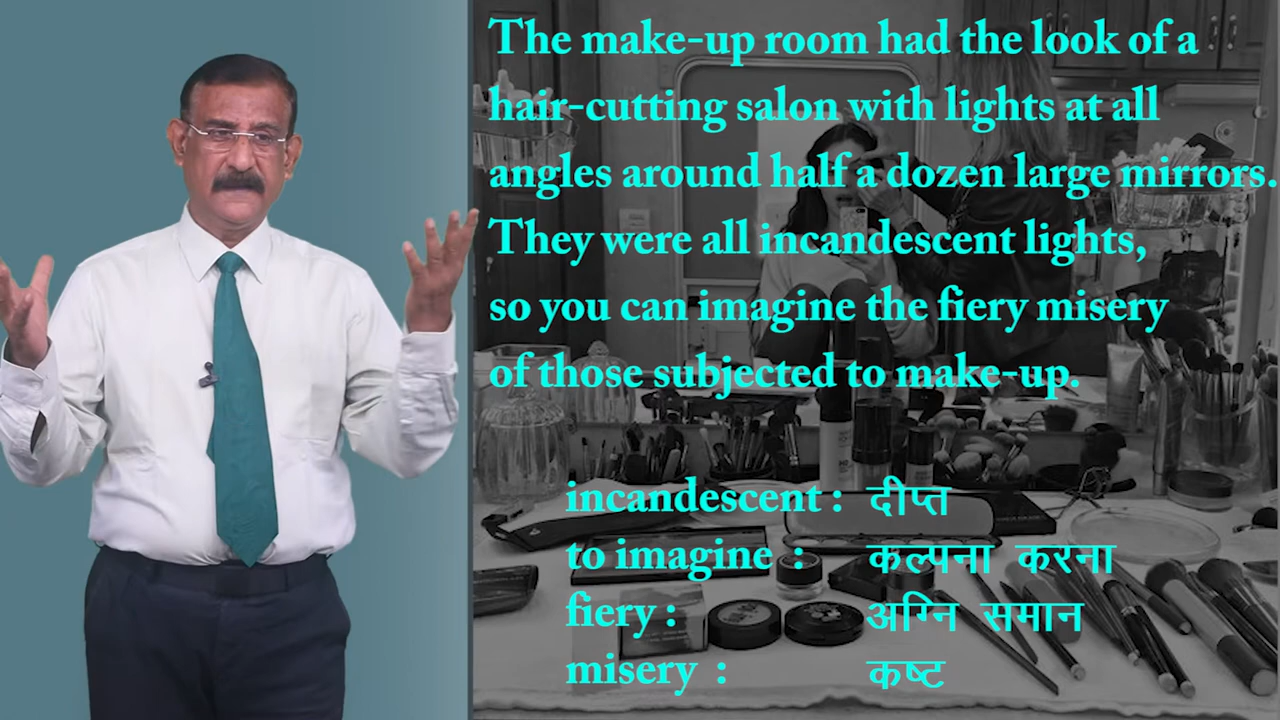 The make-up room had the look of a
hair-cutting salon with lights at all
angles around half a dozen large mirrors.
They were all incandescent lights,
so you can imagine the fiery misery
of those subjected to make-up.
incandescent : दीप्त
to imagine : कल्पना करना
fiery : अग्नि समान
misery : कष्ट